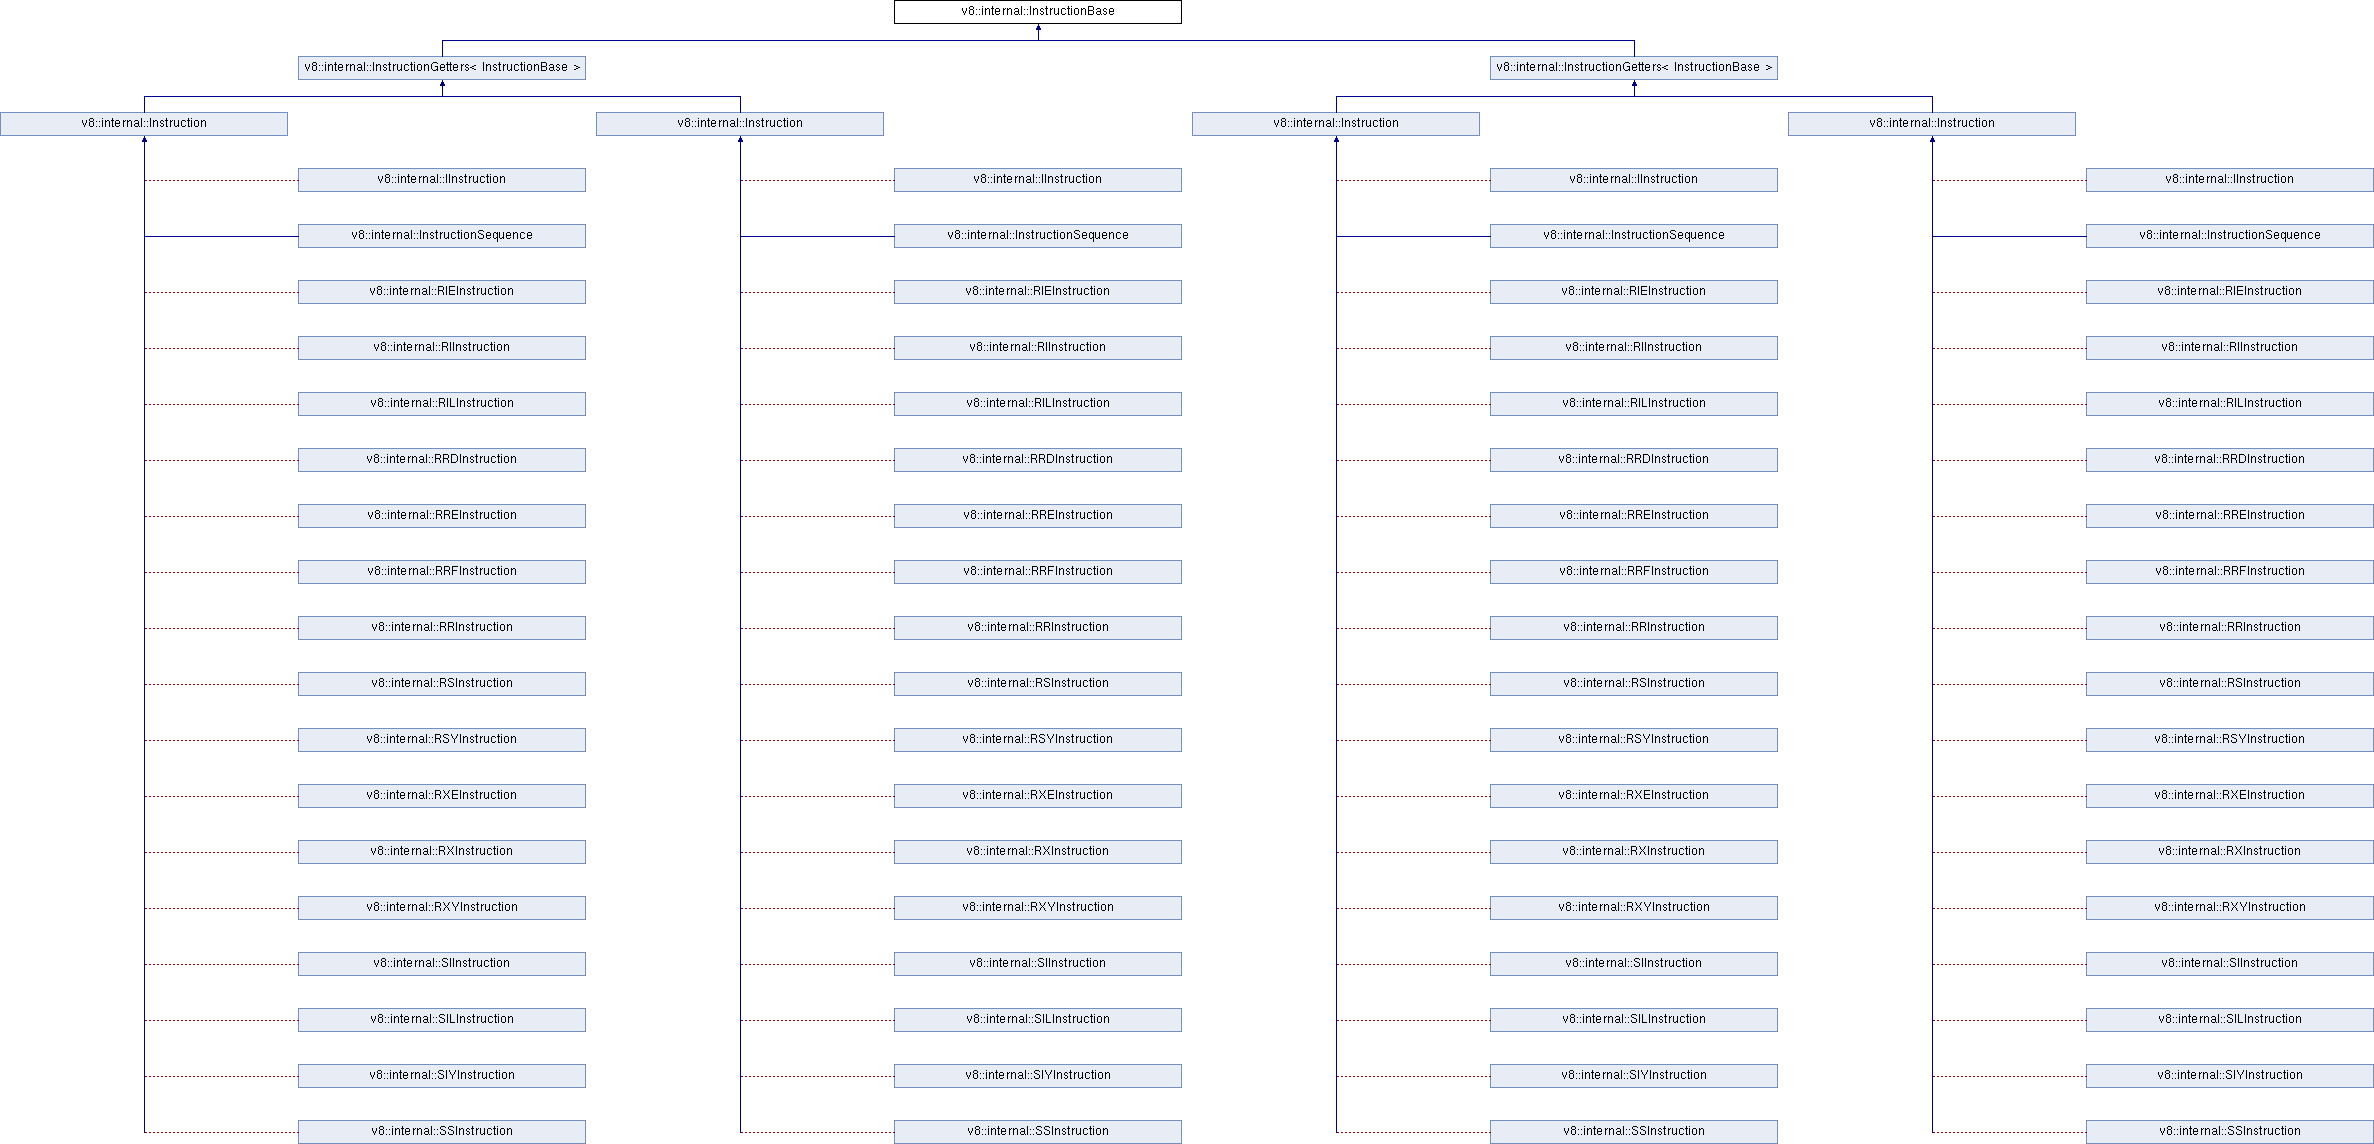 v8::internal::InstructionBase
v8::internal::InstructionGetters< InstructionBase > v8::internal::InstructionGetters< InstructionBase >
v8::internal::Instruction v8::internal::Instruction v8::internal::Instruction v8::internal::Instruction
v8::internal::IInstruction v8::internal::IInstruction v8::internal::IInstruction v8::internal::IInstruction
v8::internal::InstructionSequence v8::internal::InstructionSequence v8::internal::InstructionSequence v8::internal::InstructionSequence
v8::internal::RIEInstruction v8::internal::RIEInstruction v8::internal::RIEInstruction v8::internal::RIEInstruction
v8::internal::RIInstruction v8::internal::RIInstruction v8::internal::RIInstruction v8::internal::RIInstruction
v8::internal::RILInstruction v8::internal::RILInstruction v8::internal::RILInstruction v8::internal::RILInstruction
v8::internal::RRDInstruction v8::internal::RRDInstruction v8::internal::RRDInstruction v8::internal::RRDInstruction
v8::internal::RREInstruction v8::internal::RREInstruction v8::internal::RREInstruction v8::internal::RREInstruction
v8::internal::RRFInstruction v8::internal::RRFInstruction v8::internal::RRFInstruction v8::internal::RRFInstruction
v8::internal::RRInstruction v8::internal::RRInstruction v8::internal::RRInstruction v8::internal::RRInstruction
v8::internal::RSInstruction v8::internal::RSInstruction v8::internal::RSInstruction v8::internal::RSInstruction
v8::internal::RSYInstruction v8::internal::RSYInstruction v8::internal::RSYInstruction v8::internal::RSYInstruction
v8::internal::RXEInstruction v8::internal::RXEInstruction v8::internal::RXEInstruction v8::internal::RXEInstruction
v8::internal::RXInstruction v8::internal::RXInstruction v8::internal::RXInstruction v8::internal::RXInstruction
v8::internal::RXYInstruction v8::internal::RXYInstruction v8::internal::RXYInstruction v8::internal::RXYInstruction
v8::internal::SIInstruction v8::internal::SIInstruction v8::internal::SIInstruction v8::internal::SIInstruction
v8::internal::SILInstruction v8::internal::SILInstruction v8::internal::SILInstruction v8::internal::SILInstruction
v8::internal::SIYInstruction v8::internal::SIYInstruction v8::internal::SIYInstruction v8::internal::SIYInstruction
v8::internal::SSInstruction v8::internal::SSInstruction v8::internal::SSInstruction v8::internal::SSInstruction